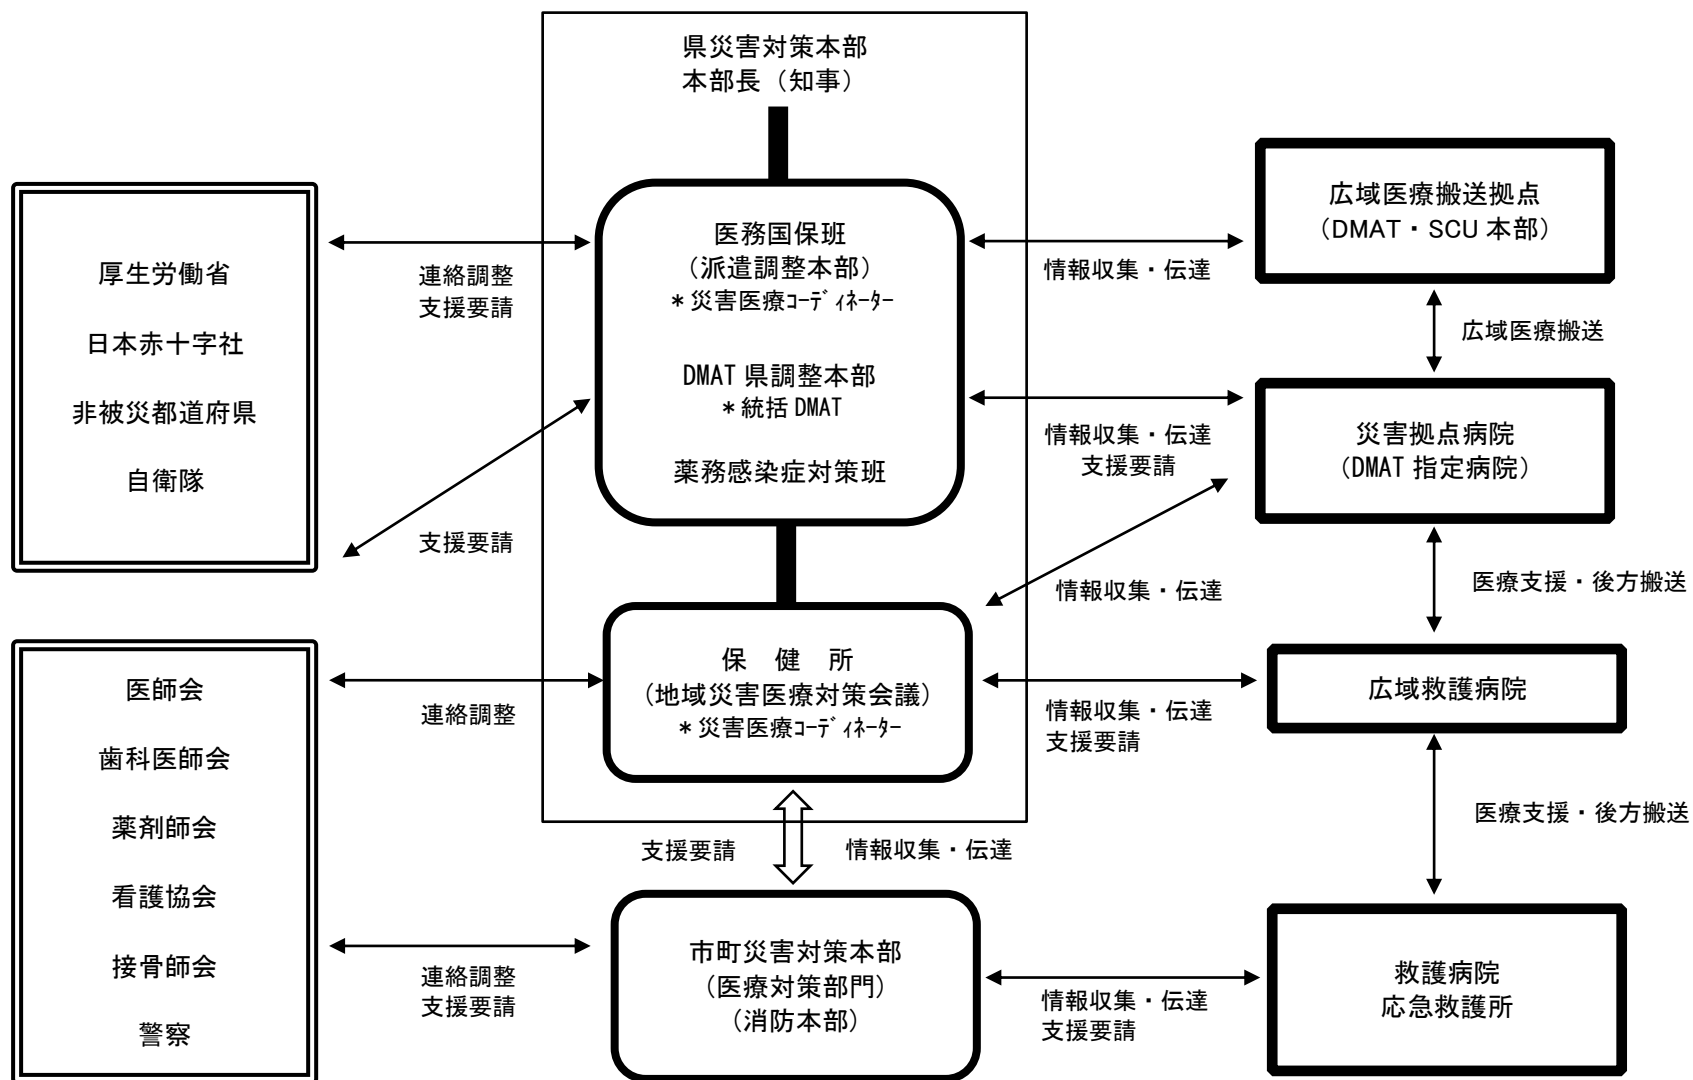 県災害対策本部
本部長（知事）
厚生労働省
日本赤十字社
非被災都道府県
自衛隊
連絡調整
支援要請
支援要請
医務国保班
（派遣調整本部）
＊災害医療ｺｰﾃﾞｨﾈｰﾀｰ
DMAT 県調整本部
＊統括 DMAT
薬務感染症対策班
情報収集・伝達
情報収集・伝達
支援要請
情報収集・伝達
広域医療搬送拠点
（DMAT・SCU 本部）
広域医療搬送
災害拠点病院
（DMAT 指定病院）
医療支援・後方搬送
医師会
歯科医師会
薬剤師会
看護協会
接骨師会
警察
連絡調整
連絡調整
支援要請
保　健　所
（地域災害医療対策会議）
＊災害医療ｺｰﾃﾞｨﾈｰﾀｰ
支援要請
情報収集・伝達
市町災害対策本部
（医療対策部門）
（消防本部）
情報収集・伝達
支援要請
情報収集・伝達
支援要請
広域救護病院
医療支援・後方搬送
救護病院
応急救護所